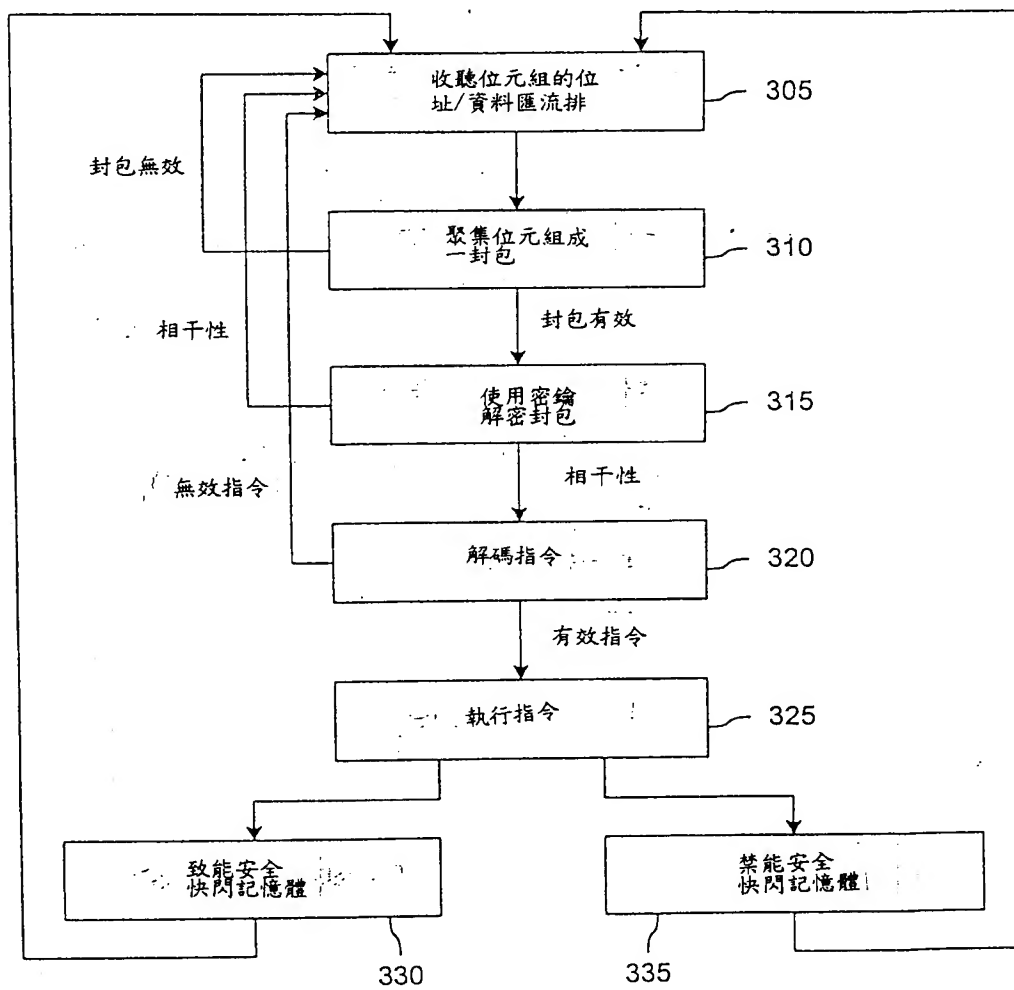 收聽位元組的位
址/資料匯流排
305
封包無效
聚集位元組成
一封包
310
封包有效
相干性
使用密鑰
解密封包
315
相干性
無效指令
解碼指令
320
有效指令
執行指令
325
致能安全
快閃記憶體
禁能安全
快閃記憶體
330
335